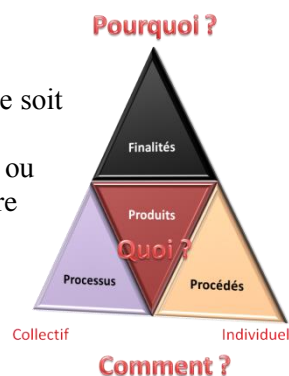 Pourquoi ?
e soit
ou
re
Finalités
Produits
Quoi ?
Processus
Procédés
Collectif
Individuel
Comment ?